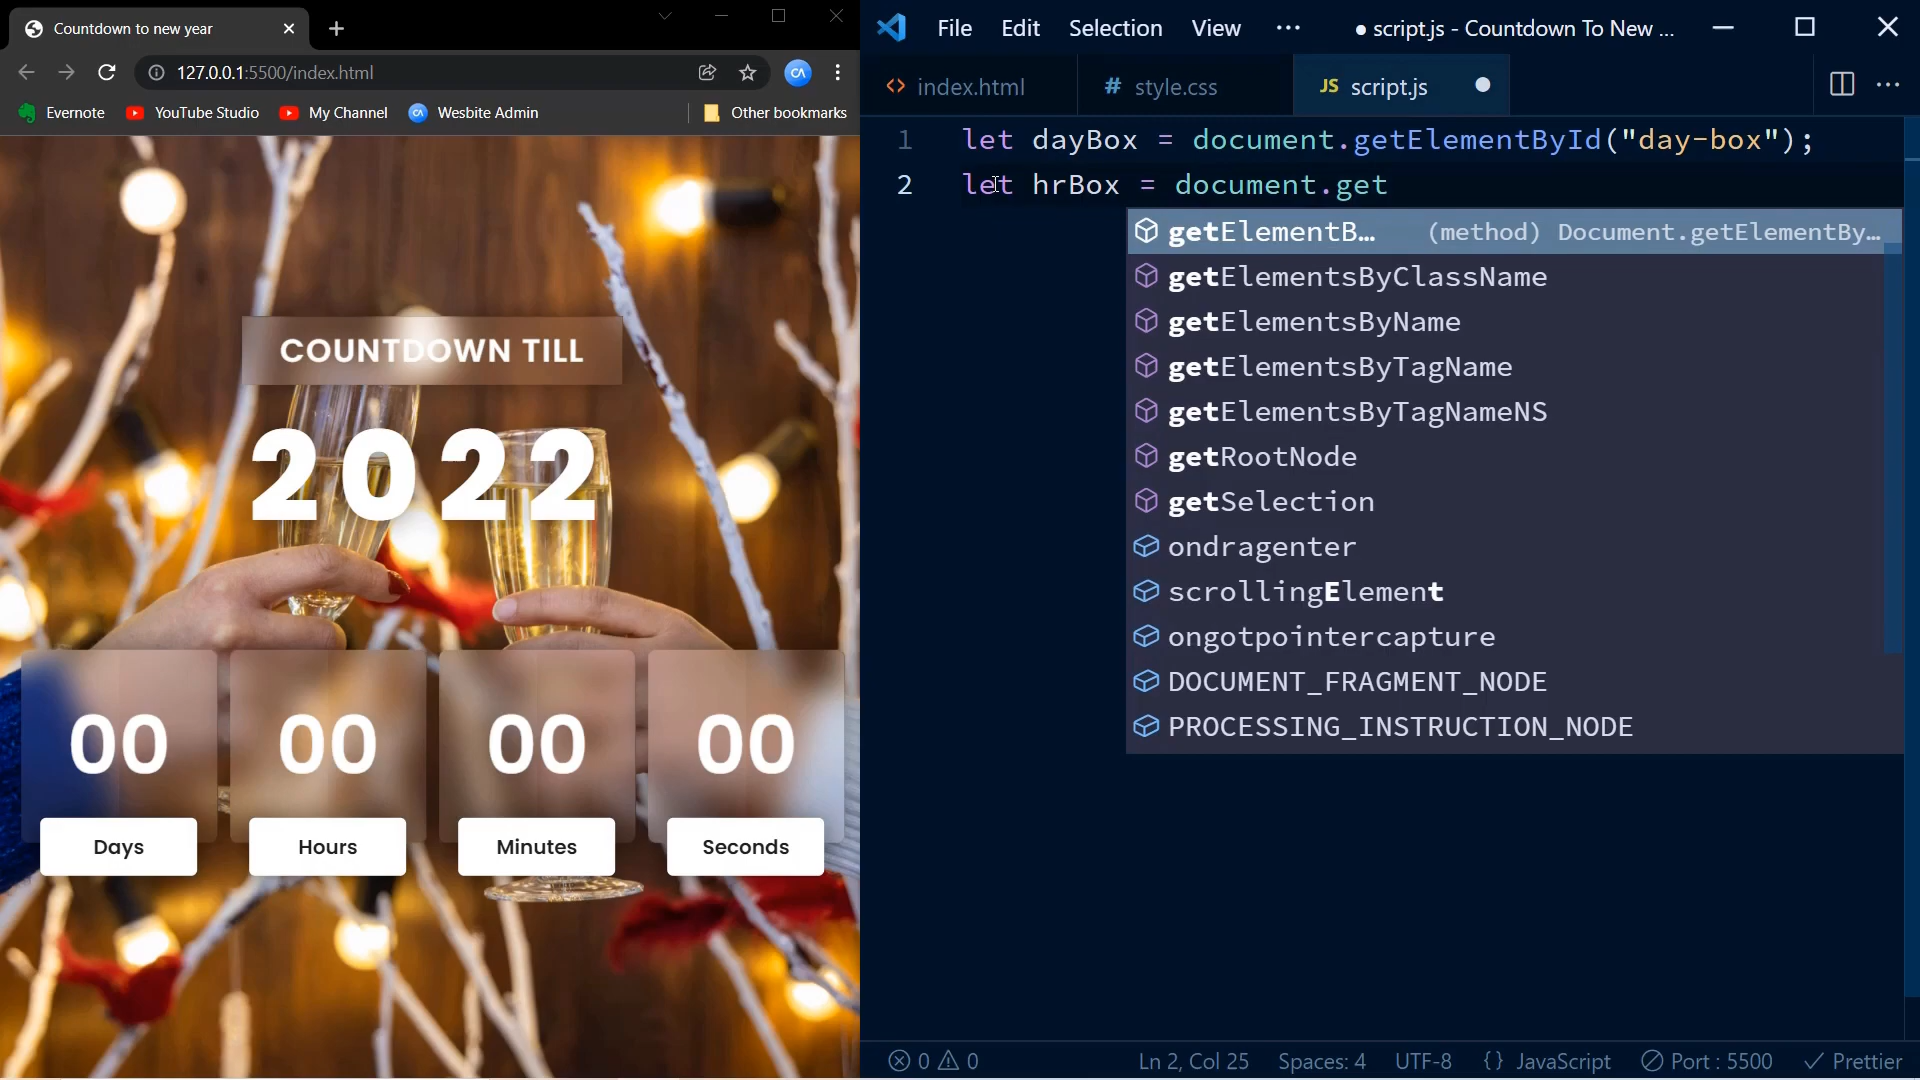 Countdown to new year
127.0.0.1:5500/index.html
Evernote
YouTube Studio
My Channel
Wesbite Admin
Other bookmarks
COUNTDOWN TILL
2022
00 00 00 00
Days Hours Minutes Seconds
File Edit Selection View ··· ● script.js - Countdown To New ...
<> index.html # style.css JS script.js
1 let dayBox = document.getElementById("day-box");
2 let hrBox = document.get
getElementB… (method) Document.getElementBy…
getElementsByClassName
getElementsByName
getElementsByTagName
getElementsByTagNameNS
getRootNode
getSelection
ondragenter
scrollingElement
ongotpointercapture
DOCUMENT_FRAGMENT_NODE
PROCESSING_INSTRUCTION_NODE
0 0 Ln 2, Col 25 Spaces: 4 UTF-8 {} JavaScript Port : 5500 Prettier